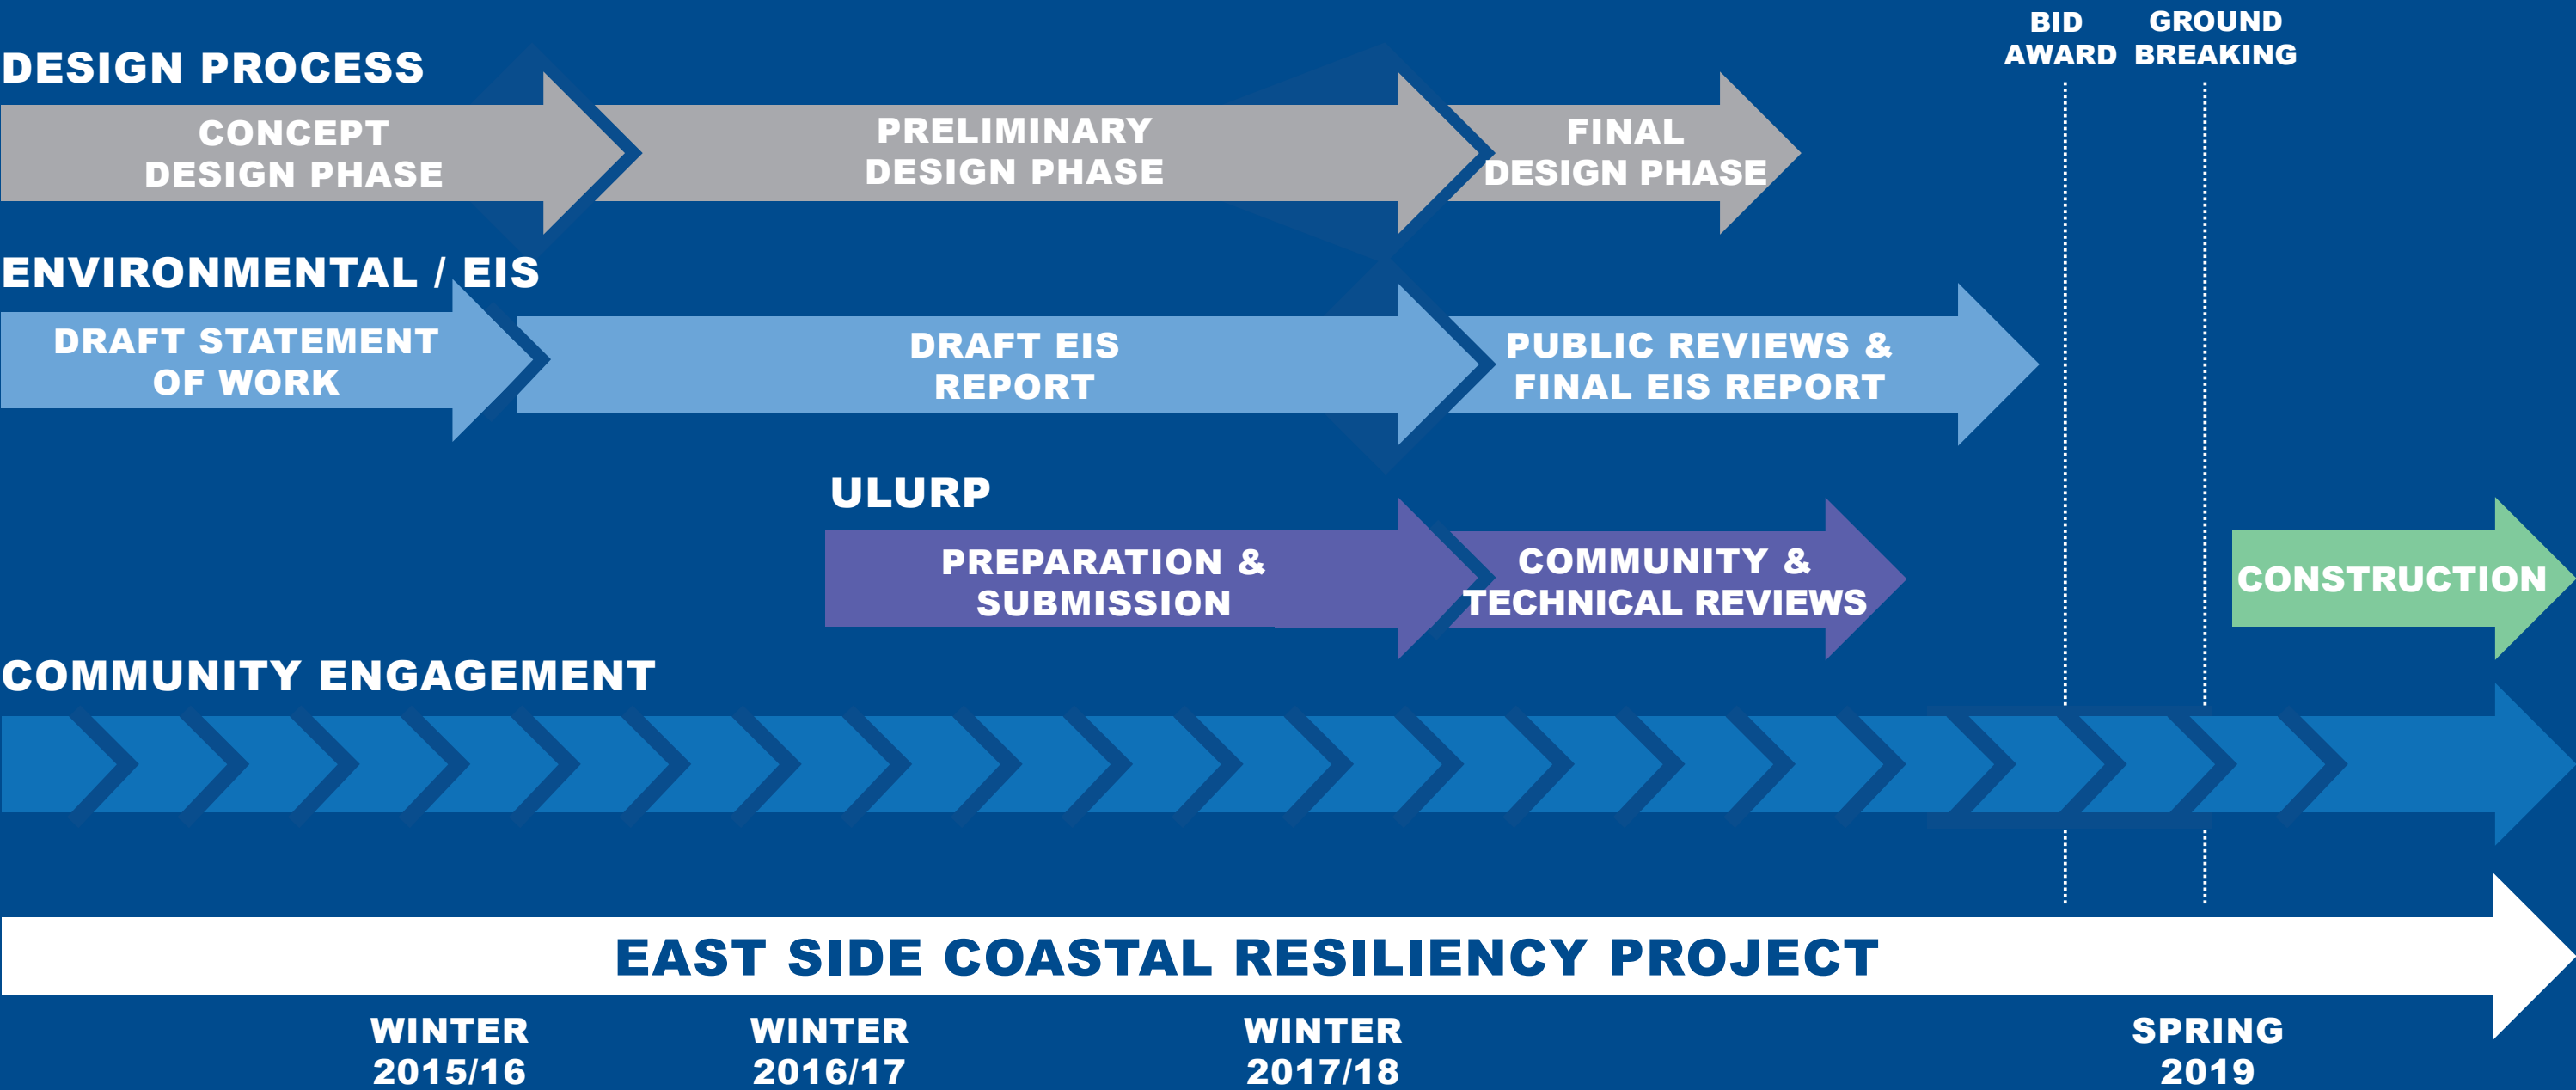 BID
AWARD
GROUND
BREAKING
DESIGN PROCESS
CONCEPT
DESIGN PHASE
PRELIMINARY
DESIGN PHASE
FINAL
DESIGN PHASE
ENVIRONMENTAL / EIS
DRAFT STATEMENT
OF WORK
DRAFT EIS
REPORT
PUBLIC REVIEWS &
FINAL EIS REPORT
ULURP
PREPARATION &
SUBMISSION
COMMUNITY &
TECHNICAL REVIEWS
CONSTRUCTION
COMMUNITY ENGAGEMENT
EAST SIDE COASTAL RESILIENCY PROJECT
WINTER
2015/16
WINTER
2016/17
WINTER
2017/18
SPRING
2019